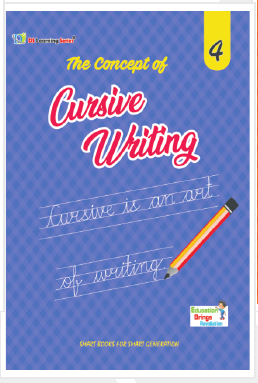 4
The Concept of
Cursive
Writing
Cursive is an art
of writing
Education
Brings
Revolution
SMART BOOKS FOR SMART GENERATION